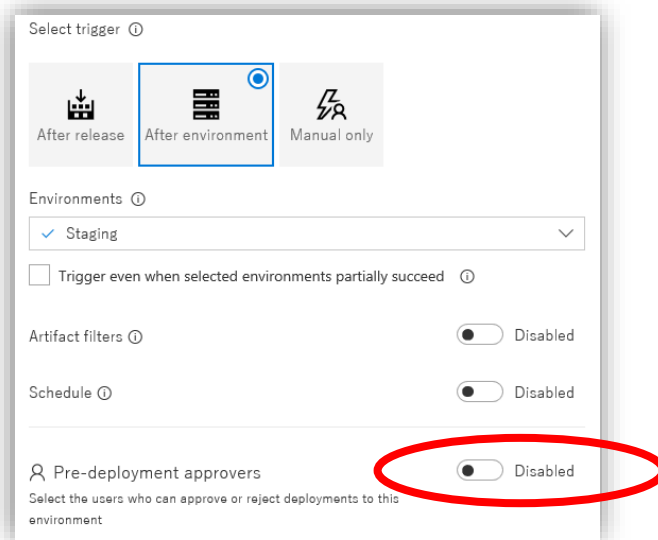 Select trigger
After release
After environment
Manual only
Environments
Staging
Trigger even when selected environments partially succeed
Artifact filters
Disabled
Schedule
Disabled
Pre-deployment approvers
Disabled
Select the users who can approve or reject deployments to this
environment